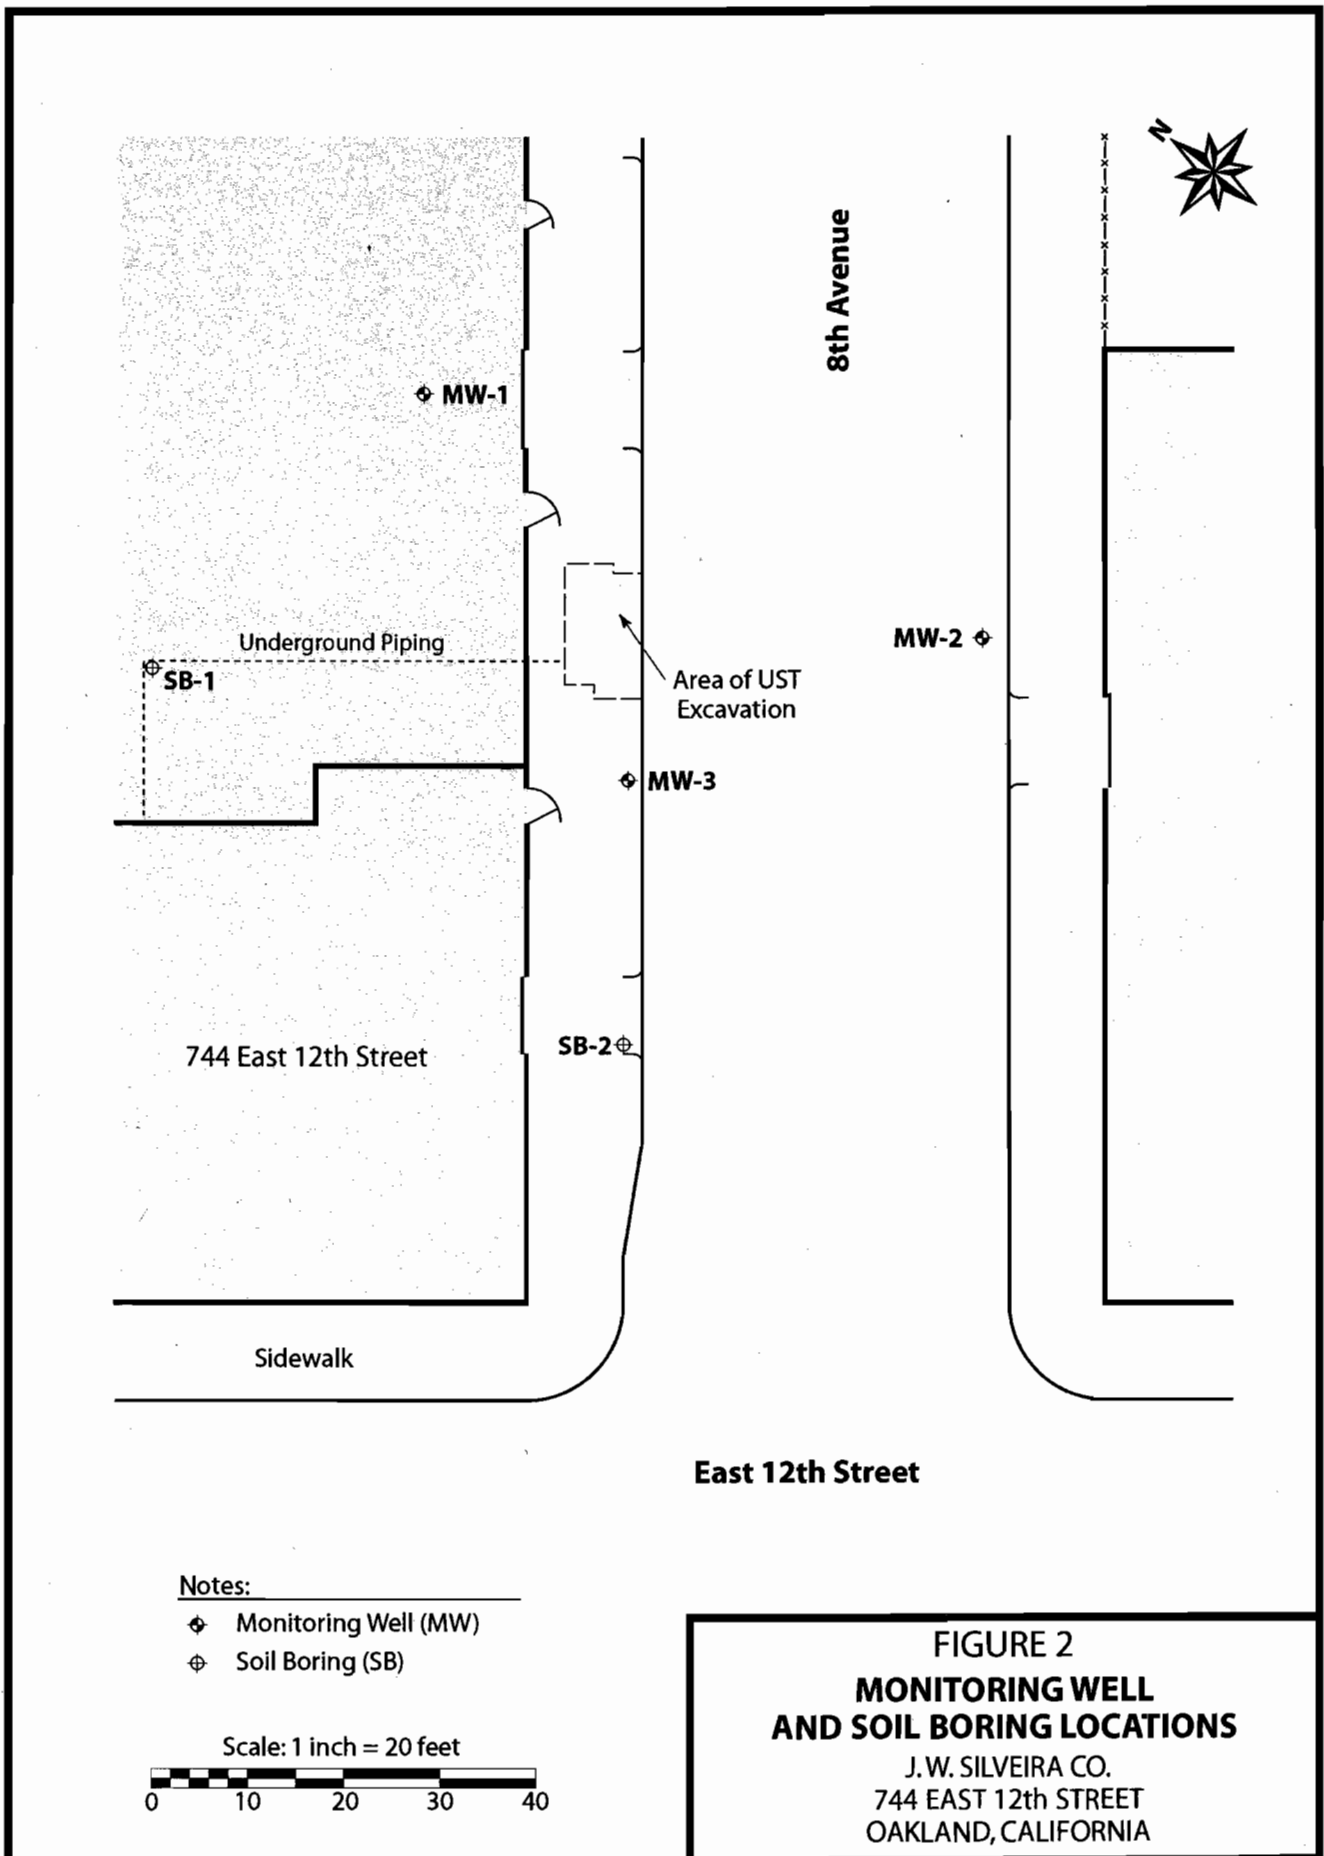 N
8th Avenue
MW-1
Underground Piping
SB-1
MW-2
Area of UST
Excavation
MW-3
744 East 12th Street
SB-2
Sidewalk
East 12th Street
Notes:
Monitoring Well (MW)
Soil Boring (SB)
Scale: 1 inch = 20 feet
0 10 20 30 40
FIGURE 2
MONITORING WELL
AND SOIL BORING LOCATIONS
J. W. SILVEIRA CO.
744 EAST 12th STREET
OAKLAND, CALIFORNIA